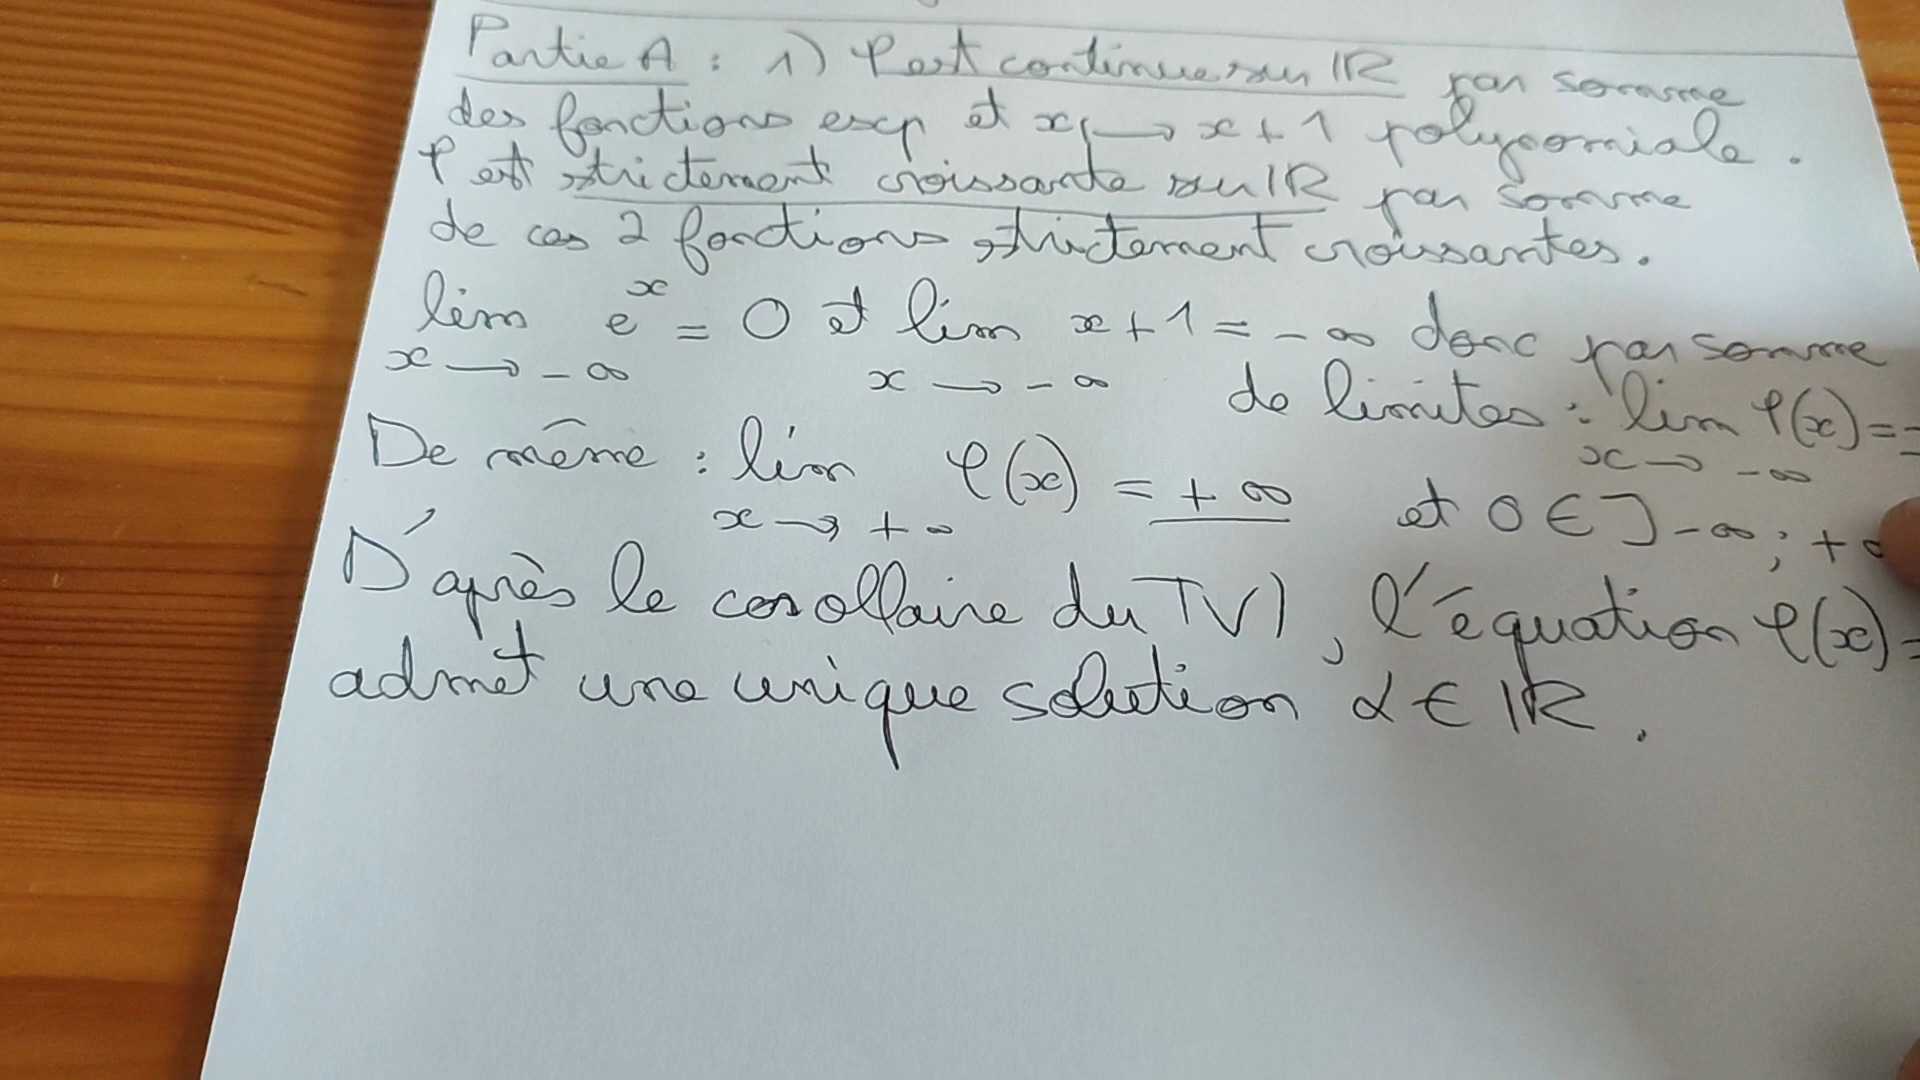 Partie A : 1) φ est continue sur ℝ par somme
des fonctions exp et x ⟼ x + 1 polynomiale.
φ est strictement croissante sur ℝ par somme
de ces 2 fonctions strictement croissantes.
lim e^x = 0 et lim x + 1 = - ∞ donc par somme
x → - ∞ x → - ∞ de limites : lim φ(x) = -
x → - ∞
De même : lim φ(x) = + ∞ et 0 ∈ ]- ∞ ; +
x → + ∞
D'après le corollaire du TVI, l'équation φ(x) =
admet une unique solution α ∈ ℝ.